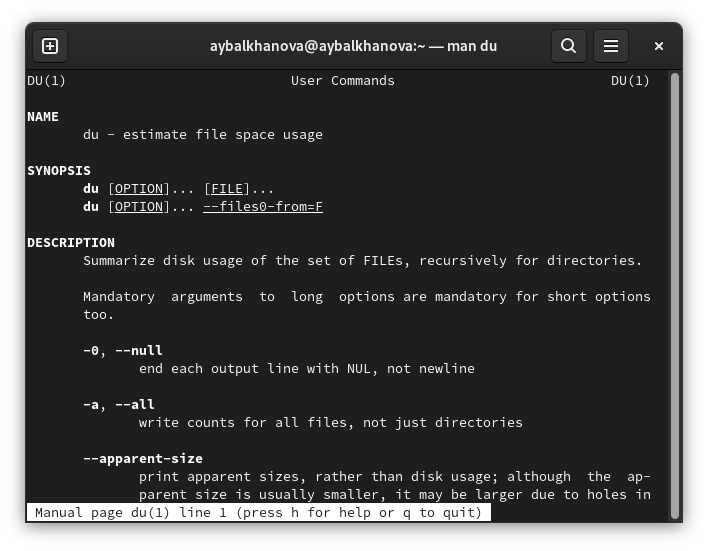 aybalkhanova@aybalkhanova:~ — man du
DU(1) User Commands DU(1)
NAME
du - estimate file space usage
SYNOPSIS
du [OPTION]... [FILE]...
du [OPTION]... --files0-from=F
DESCRIPTION
Summarize disk usage of the set of FILEs, recursively for directories.
Mandatory arguments to long options are mandatory for short options
too.
-0, --null
end each output line with NUL, not newline
-a, --all
write counts for all files, not just directories
--apparent-size
print apparent sizes, rather than disk usage; although the ap-
parent size is usually smaller, it may be larger due to holes in
Manual page du(1) line 1 (press h for help or q to quit)